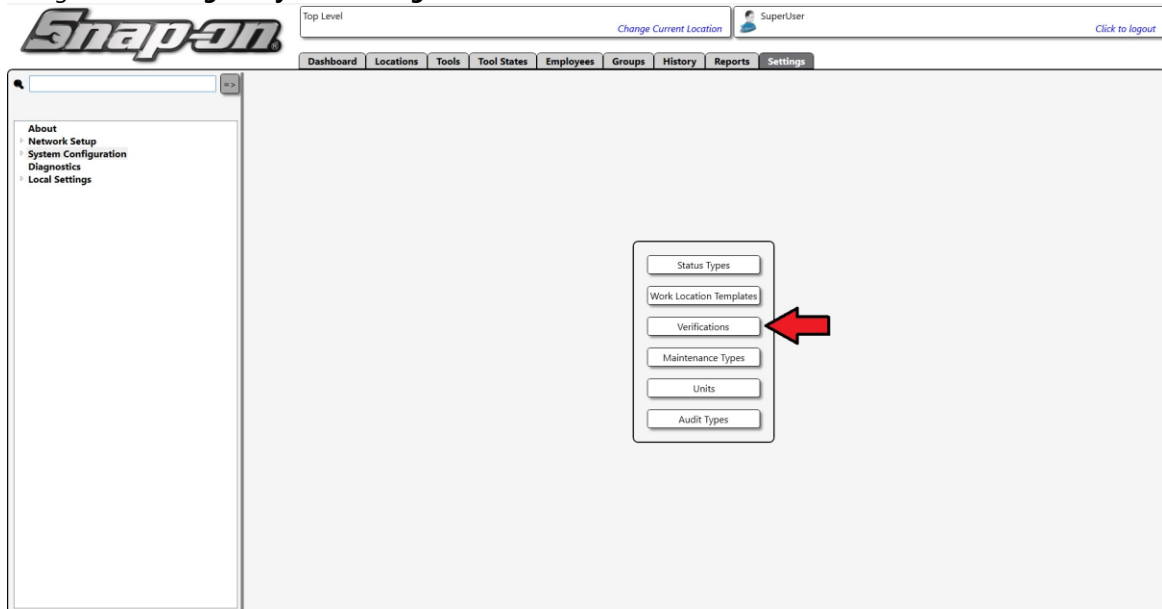 Snap-on
Top Level
Change Current Location
SuperUser
Click to logout
Dashboard
Locations
Tools
Tool States
Employees
Groups
History
Reports
Settings
=>
About
Network Setup
System Configuration
Diagnostics
Local Settings
Status Types
Work Location Templates
Verifications
Maintenance Types
Units
Audit Types